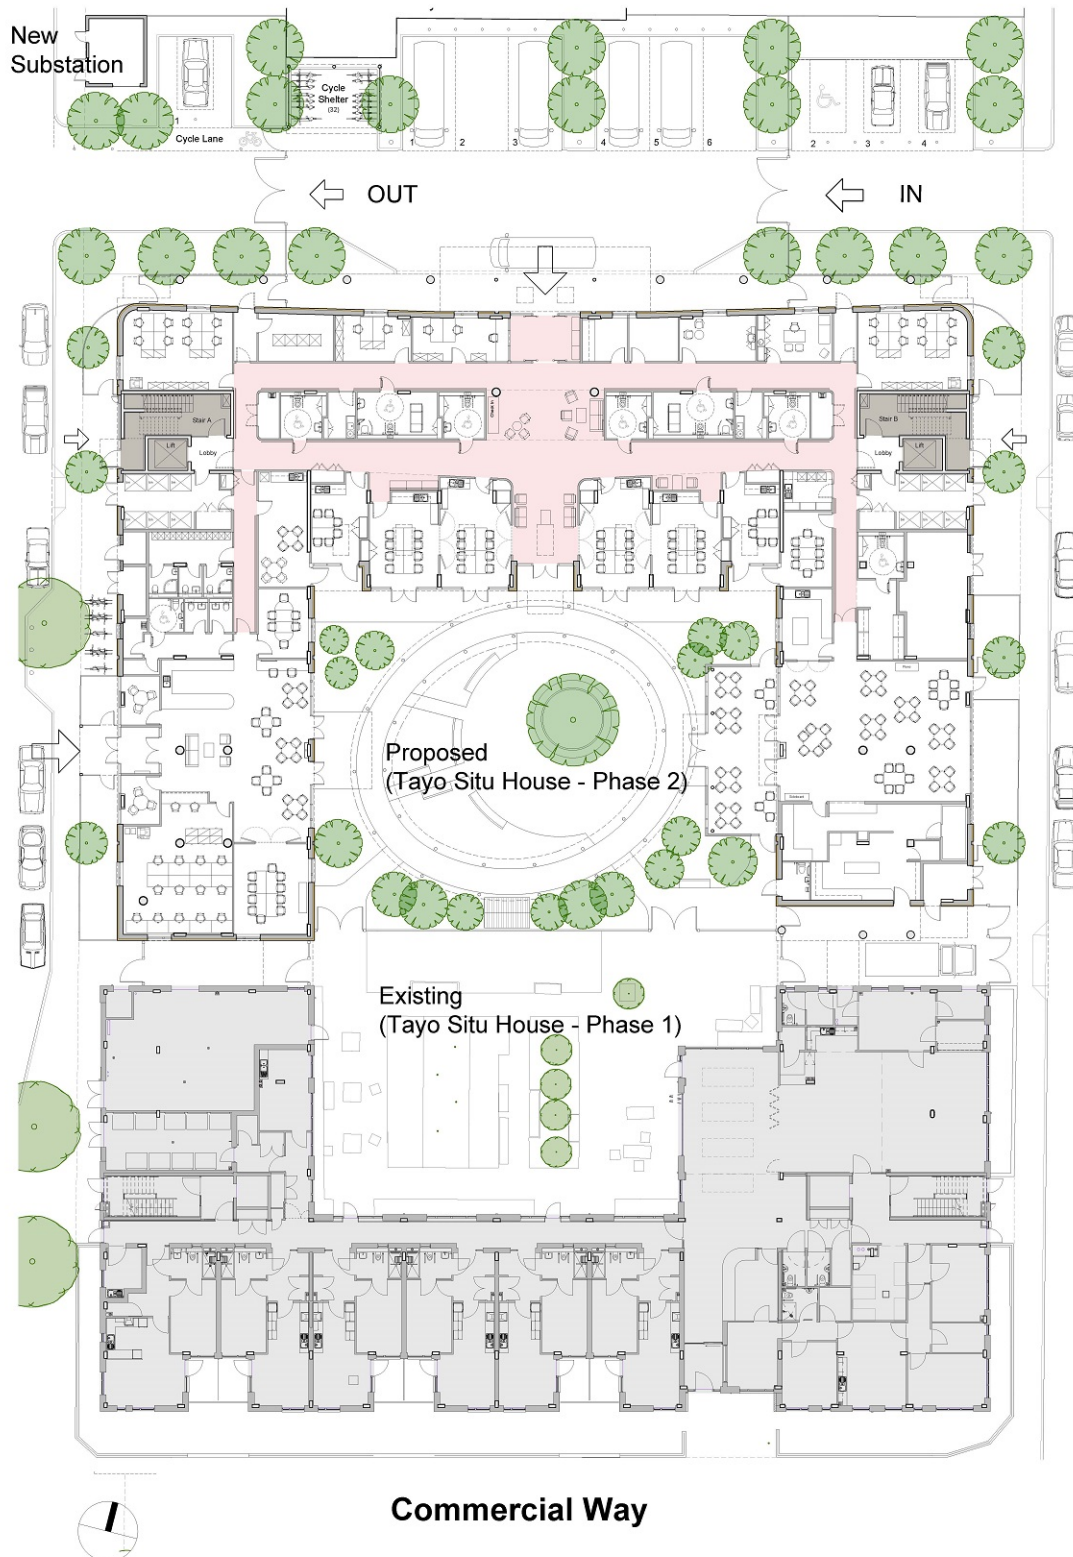 New
Substation
Cycle
Shelter
(32)
1
Cycle Lane
1
2
3
4
5
6
2
3
4
OUT
IN
Stair A
Lift
Lobby
Check In
Stair B
Lift
Lobby
Proposed
(Tayo Situ House - Phase 2)
Existing
(Tayo Situ House - Phase 1)
Commercial Way